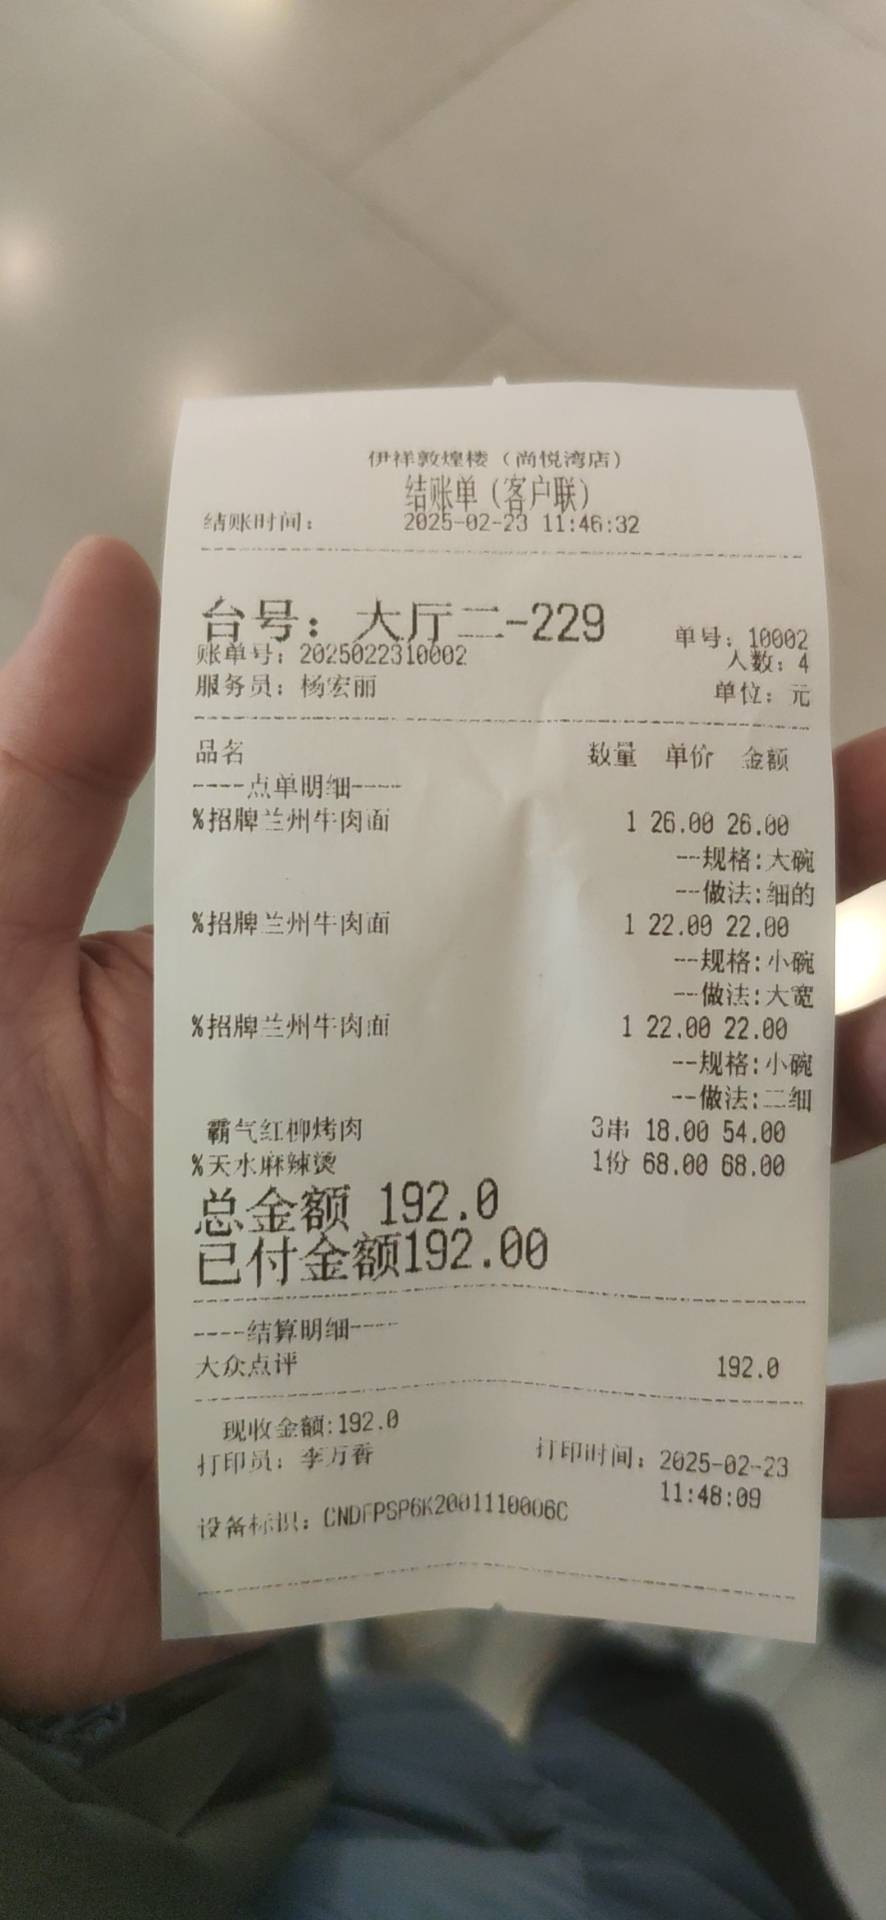 伊祥敦煌楼（尚悦湾店）
结账单（客户联）
结账时间： 2025-02-23 11:46:32
台号：大厅二-229 单号：10002
账单号：2025022310002 人数：4
服务员：杨宏丽 单位：元
品名 数量 单价 金额
----点单明细----
%招牌兰州牛肉面 1 26.00 26.00
--规格:大碗
--做法:细的
%招牌兰州牛肉面 1 22.00 22.00
--规格:小碗
--做法:大宽
%招牌兰州牛肉面 1 22.00 22.00
--规格:小碗
--做法:二细
霸气红柳烤肉 3串 18.00 54.00
%天水麻辣烫 1份 68.00 68.00
总金额 192.0
已付金额192.00
----结算明细----
大众点评 192.0
现收金额:192.0
打印员：李万香 打印时间：2025-02-23
11:48:09
设备标识：CNDFPSP6K2001110006C